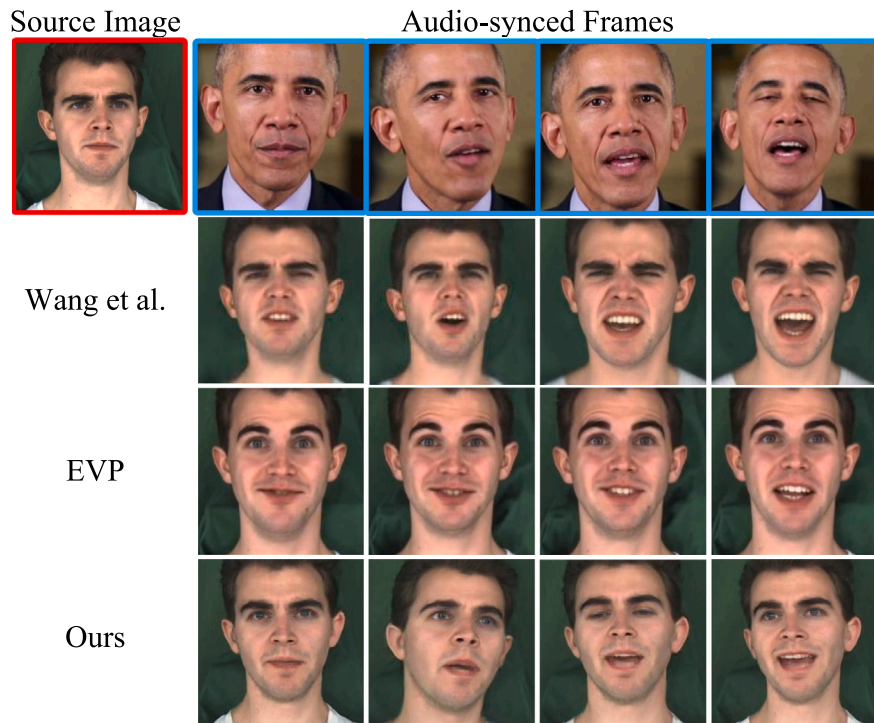 Source Image
Audio-synced Frames
Wang et al.
EVP
Ours